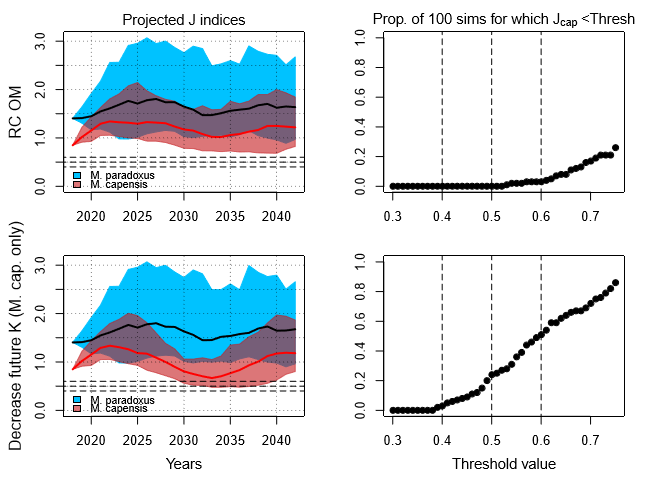 Projected J indices
Prop. of 100 sims for which Jcap <Thresh
RC OM
0.0 1.0 2.0 3.0
M. paradoxus
M. capensis
2020 2025 2030 2035 2040
0.0 0.2 0.4 0.6 0.8 1.0
0.3 0.4 0.5 0.6 0.7
Decrease future K (M. cap. only)
0.0 1.0 2.0 3.0
M. paradoxus
M. capensis
2020 2025 2030 2035 2040
Years
0.0 0.2 0.4 0.6 0.8 1.0
0.3 0.4 0.5 0.6 0.7
Threshold value